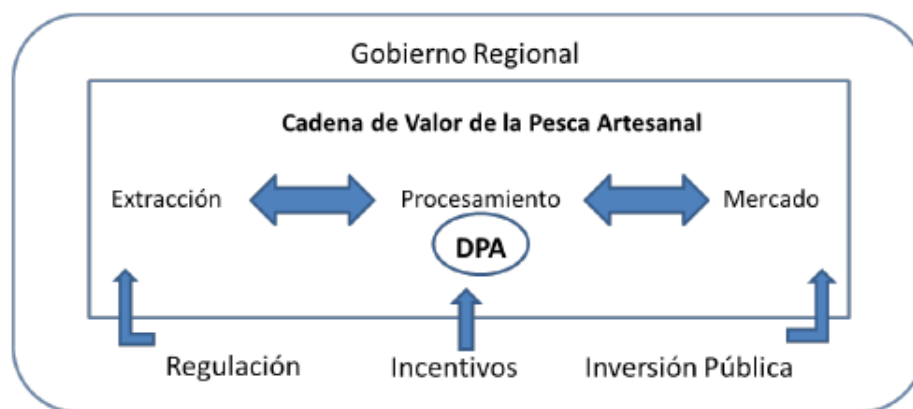 Gobierno Regional
Cadena de Valor de la Pesca Artesanal
Extracción Procesamiento Mercado
DPA
Regulación Incentivos Inversión Pública